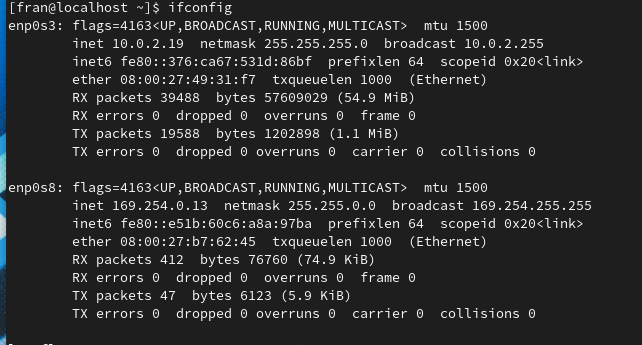 [fran@localhost ~]$ ifconfig
enp0s3: flags=4163<UP,BROADCAST,RUNNING,MULTICAST>  mtu 1500
        inet 10.0.2.19  netmask 255.255.255.0  broadcast 10.0.2.255
        inet6 fe80::376:ca67:531d:86bf  prefixlen 64  scopeid 0x20<link>
        ether 08:00:27:49:31:f7  txqueuelen 1000  (Ethernet)
        RX packets 39488  bytes 57609029 (54.9 MiB)
        RX errors 0  dropped 0  overruns 0  frame 0
        TX packets 19588  bytes 1202898 (1.1 MiB)
        TX errors 0  dropped 0 overruns 0  carrier 0  collisions 0

enp0s8: flags=4163<UP,BROADCAST,RUNNING,MULTICAST>  mtu 1500
        inet 169.254.0.13  netmask 255.255.0.0  broadcast 169.254.255.255
        inet6 fe80::e51b:60c6:a8a:97ba  prefixlen 64  scopeid 0x20<link>
        ether 08:00:27:b7:62:45  txqueuelen 1000  (Ethernet)
        RX packets 412  bytes 76760 (74.9 KiB)
        RX errors 0  dropped 0  overruns 0  frame 0
        TX packets 47  bytes 6123 (5.9 KiB)
        TX errors 0  dropped 0 overruns 0  carrier 0  collisions 0